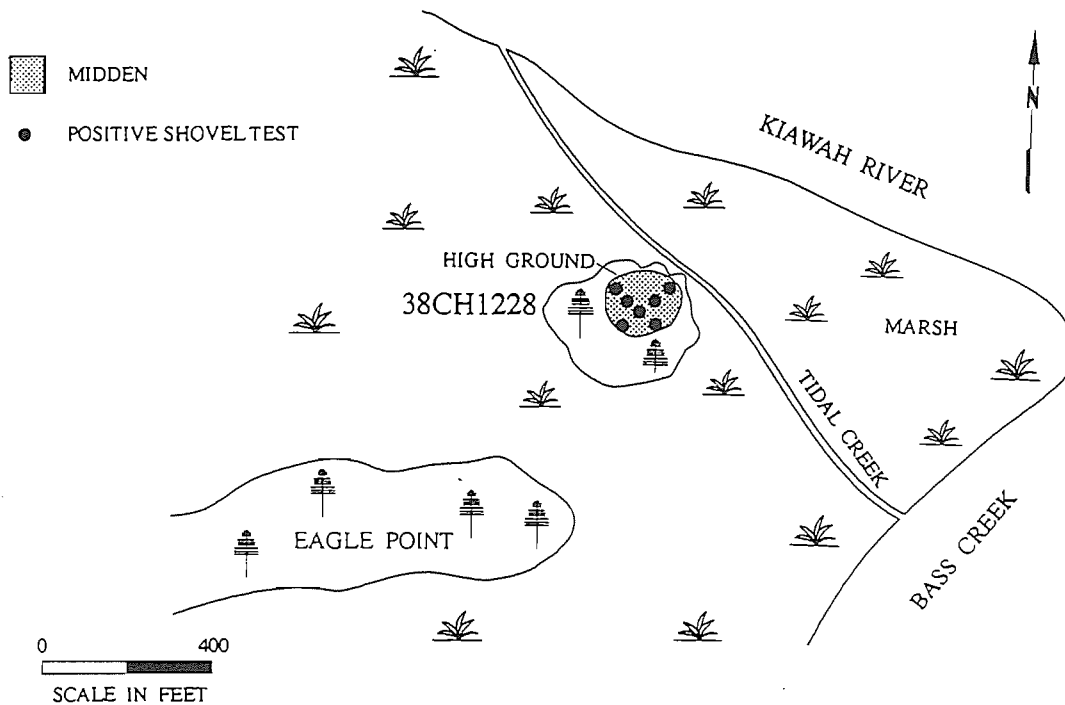 MIDDEN
POSITIVE SHOVEL TEST
N
KIAWAH RIVER
HIGH GROUND
38CH1228
MARSH
TIDAL CREEK
EAGLE POINT
BASS CREEK
0 400
SCALE IN FEET